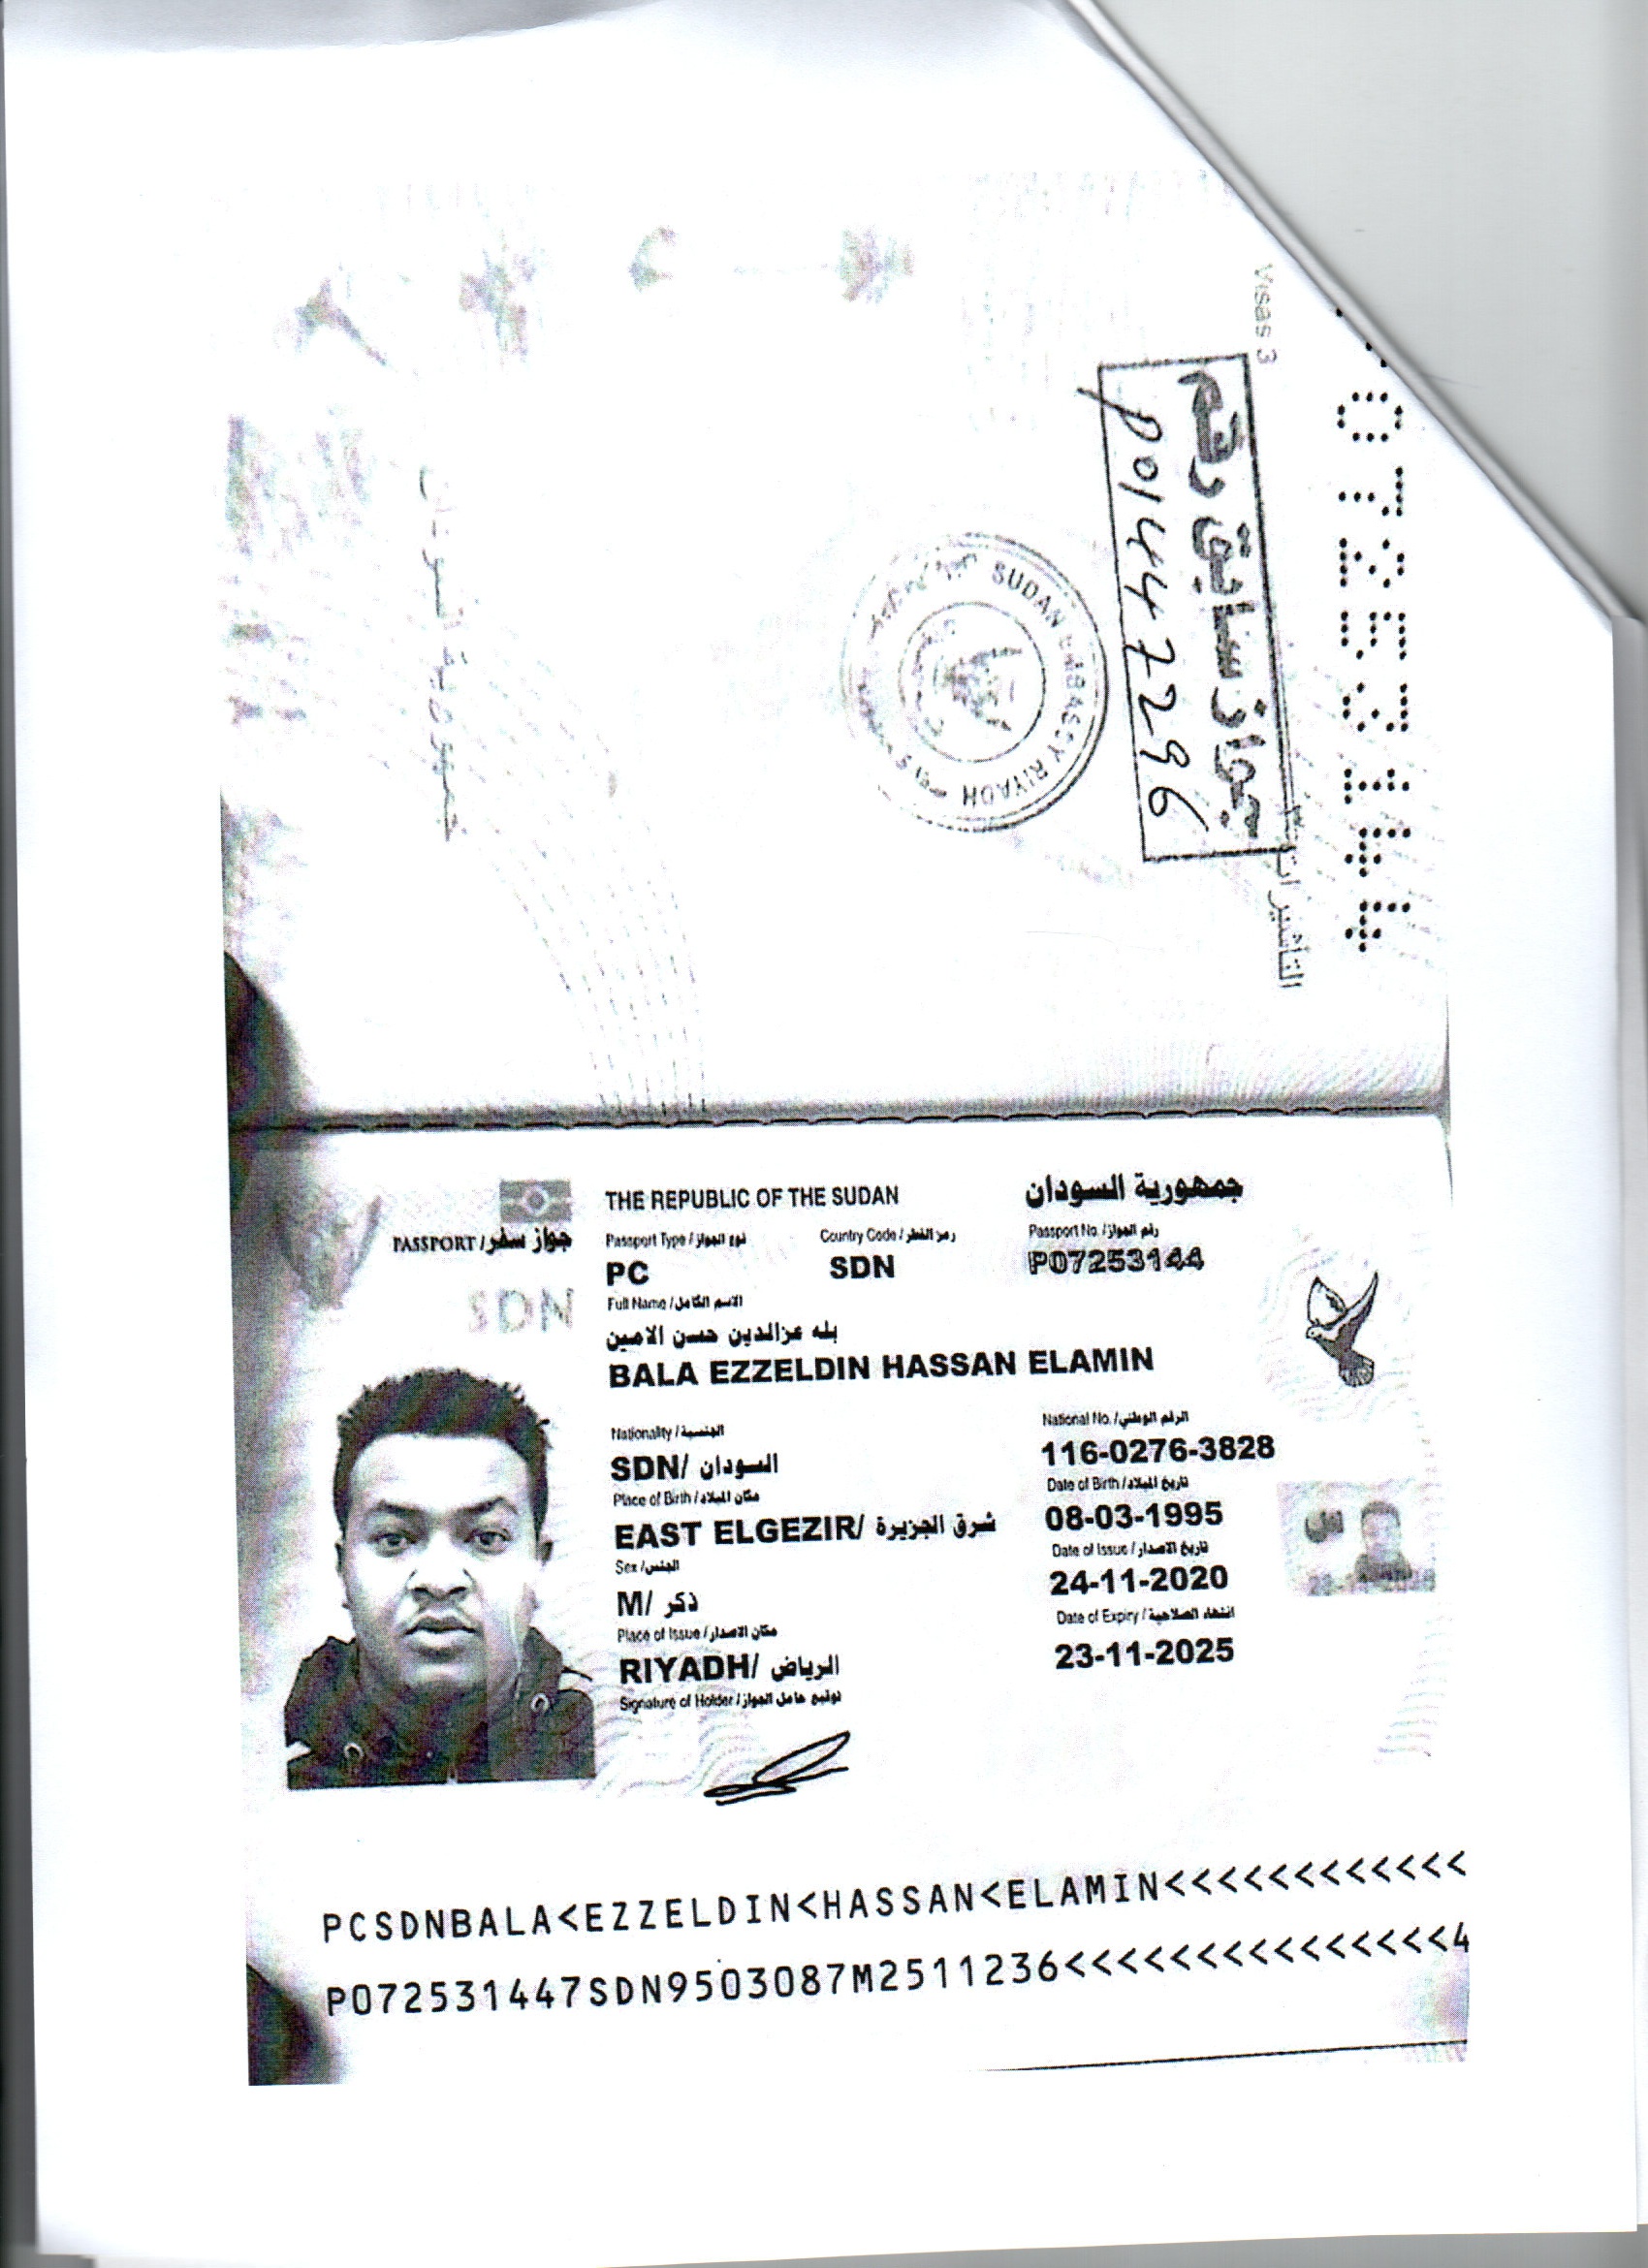 Visas 3
التأشيرات
جواز سابق رقم
P01447296
SUDAN EMBASSY RIYADH
جمهورية السودان
THE REPUBLIC OF THE SUDAN
جمهورية السودان
PASSPORT / جواز سفر
Passport Type / نوع الجواز
Country Code / رمز القطر
Passport No. / رقم الجواز
PC
SDN
P07253144
SDN
Full Name / الاسم الكامل
بله عزالدين حسن الامين
BALA EZZELDIN HASSAN ELAMIN
Nationality / الجنسية
National No. / الرقم الوطني
SDN/ السودان
116-0276-3828
Place of Birth / مكان الميلاد
Date of Birth / تاريخ الميلاد
EAST ELGEZIR/ شرق الجزيرة
08-03-1995
Sex / الجنس
Date of Issue / تاريخ الاصدار
M/ ذكر
24-11-2020
Place of Issue / مكان الاصدار
Date of Expiry / انتهاء الصلاحية
RIYADH/ الرياض
23-11-2025
Signature of Holder / توقيع حامل الجواز
PCSDNBALA<EZZELDIN<HASSAN<ELAMIN<<<<<<<<<<<<
P072531447SDN9503087M2511236<<<<<<<<<<<<<<<4